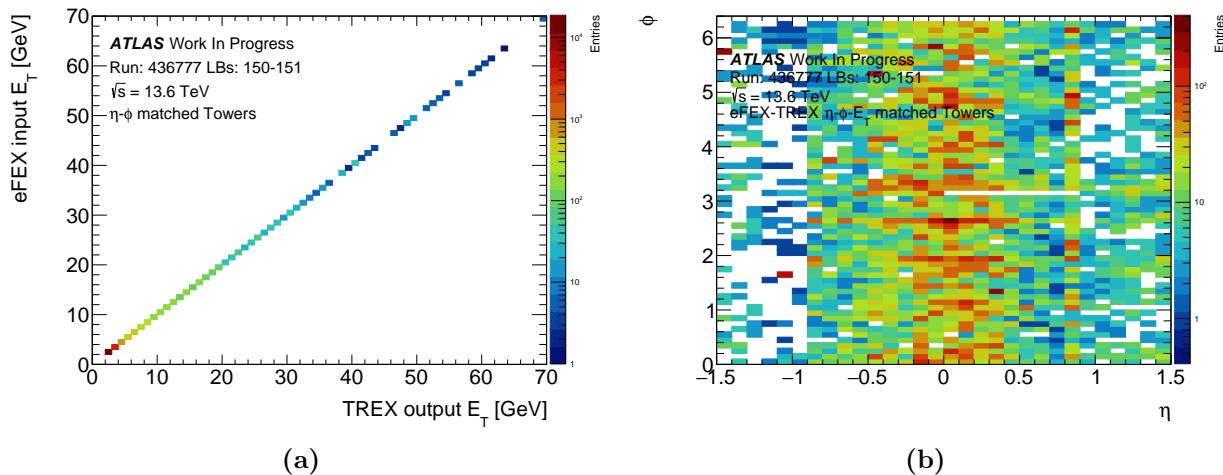 eFEX input E_T [GeV]
70
60
50
40
30
20
10
0
ATLAS Work In Progress
Run: 436777 LBs: 150-151
√s = 13.6 TeV
η-φ matched Towers
0 10 20 30 40 50 60 70
TREX output E_T [GeV]
Entries
10^4
10^3
10^2
10
1
(a)
φ
6
5
4
3
2
1
0
ATLAS Work In Progress
Run: 436777 LBs: 150-151
√s = 13.6 TeV
eFEX-TREX η-φ-E_T matched Towers
−1.5 −1 −0.5 0 0.5 1 1.5
η
Entries
10^2
10
1
(b)